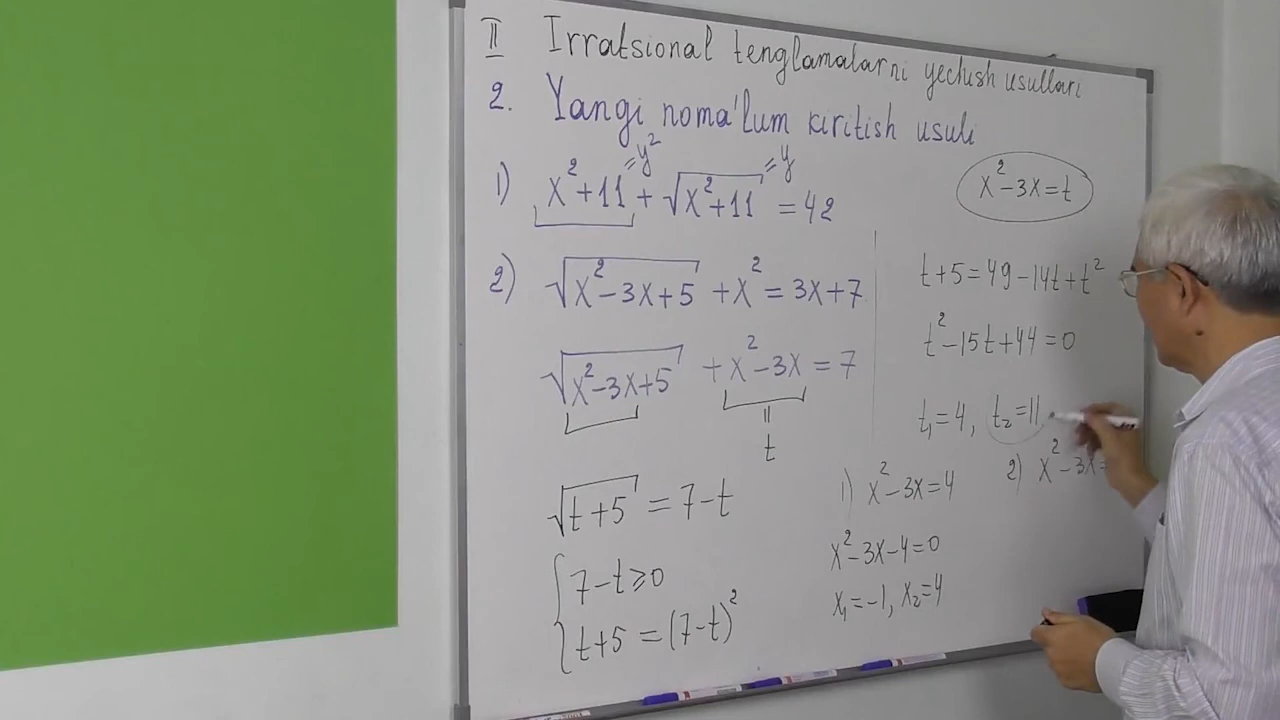 II Irratsional tenglamalarni yechish usullari
2. Yangi noma'lum kiritish usuli
1) x²+11 + √(x²+11) = 42
=y²
=y
2) √(x²-3x+5) + x² = 3x+7
√(x²-3x+5) + x²-3x = 7
=
t
√(t+5) = 7-t
{ 7-t≥0
t+5 = (7-t)²
x²-3x=t
t+5=49-14t+t²
t²-15t+44=0
t₁=4, t₂=11
1) x²-3x=4
x²-3x-4=0
x₁=-1, x₂=4
2) x²-3x=